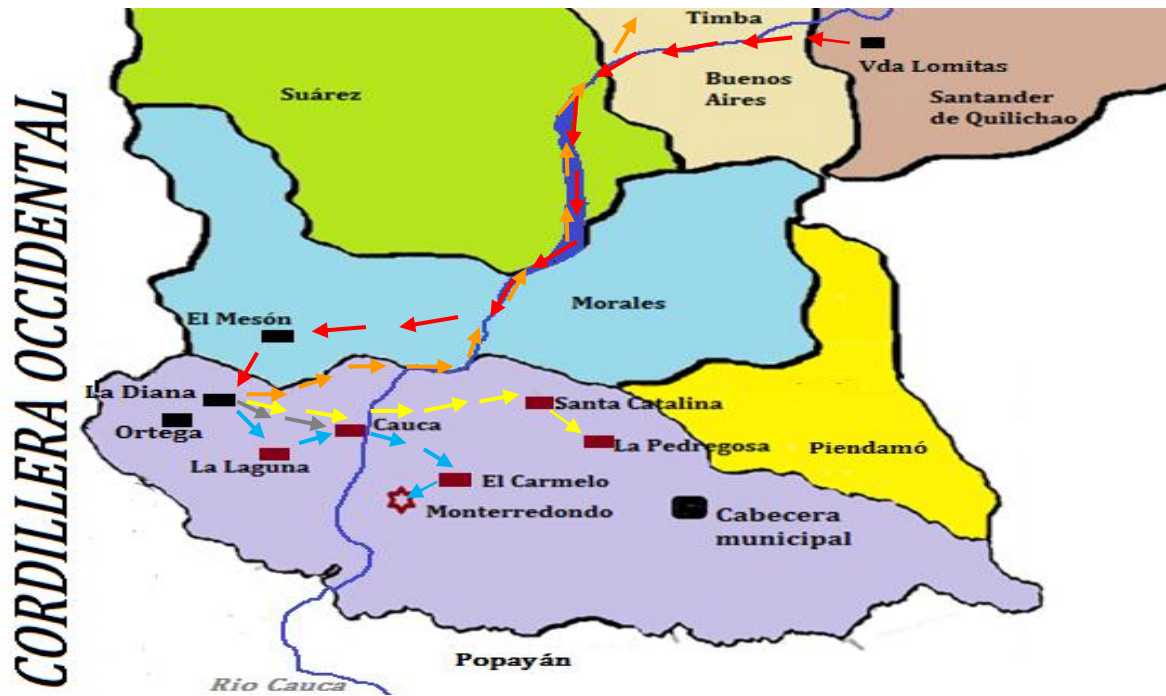 Timba
Vda Lomitas
Buenos
Aires
Suárez
Santander
de Quilichao
CORDILLERA OCCIDENTAL
El Mesón
Morales
La Diana
Santa Catalina
Ortega
Cauca
La Pedregosa
Piendamó
La Laguna
El Carmelo
Monterredondo
Cabecera
municipal
Popayán
Rio Cauca